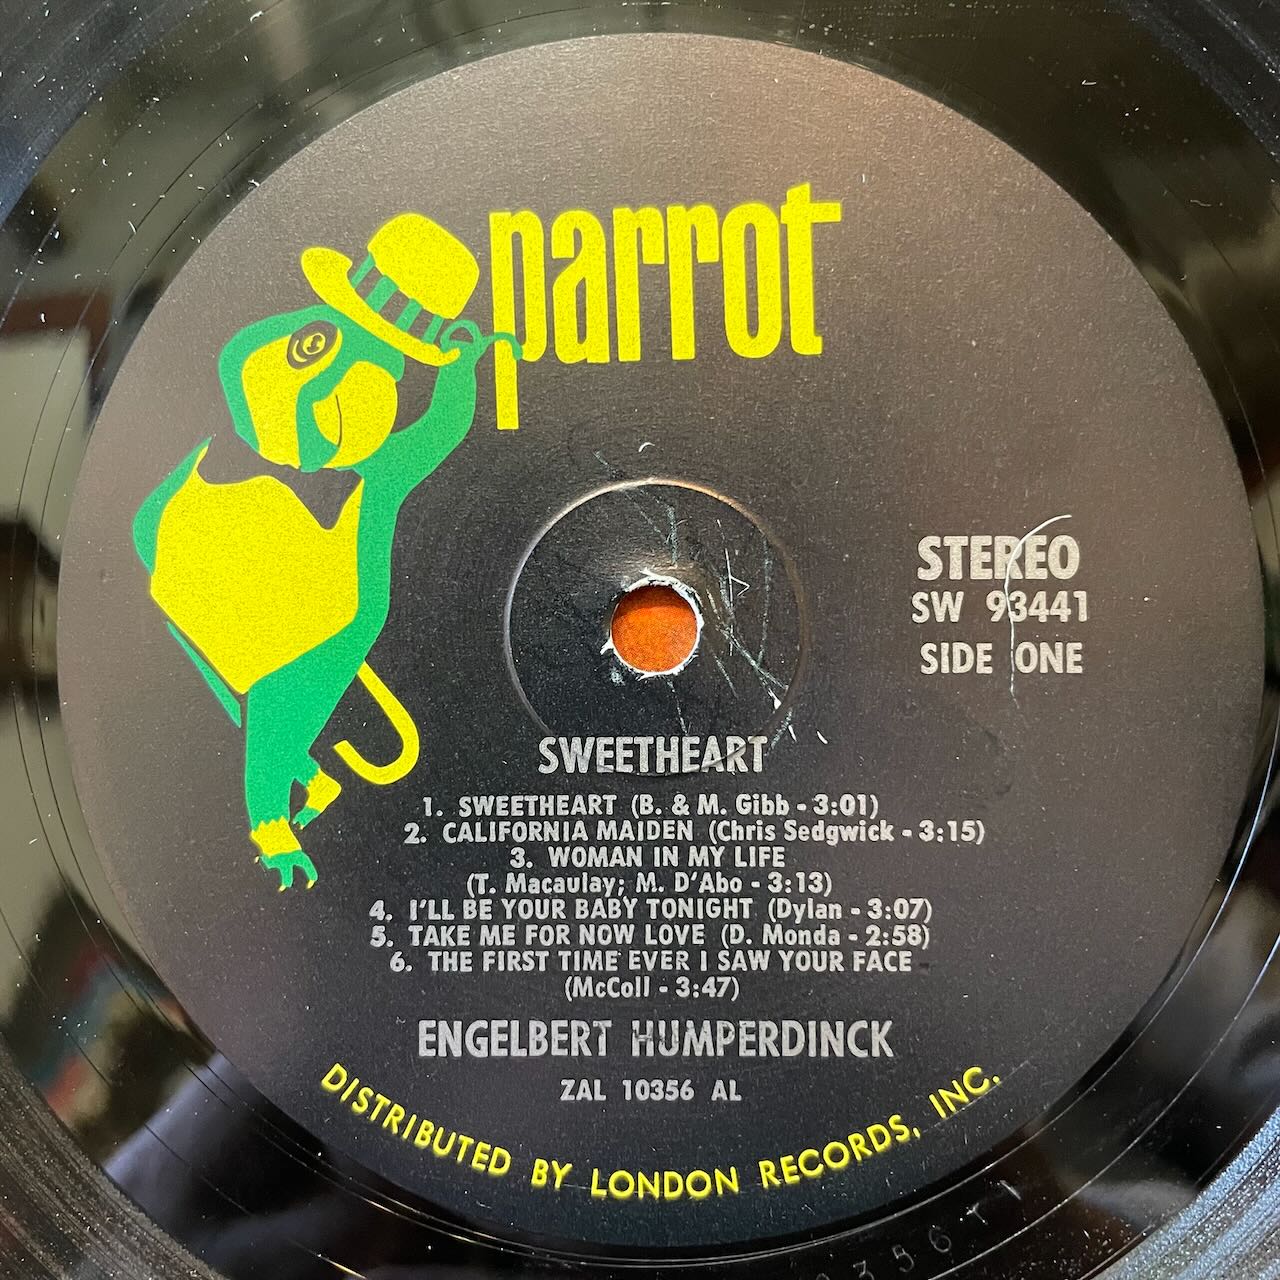 parrot
STEREO
SW 93441
SIDE ONE
SWEETHEART
1. SWEETHEART (B. & M. Gibb - 3:01)
2. CALIFORNIA MAIDEN (Chris Sedgwick - 3:15)
3. WOMAN IN MY LIFE
(T. Macaulay; M. D'Abo - 3:13)
4. I'LL BE YOUR BABY TONIGHT (Dylan - 3:07)
5. TAKE ME FOR NOW LOVE (D. Monda - 2:58)
6. THE FIRST TIME EVER I SAW YOUR FACE
(McColl - 3:47)
ENGELBERT HUMPERDINCK
ZAL 10356 AL
DISTRIBUTED BY LONDON RECORDS, INC.